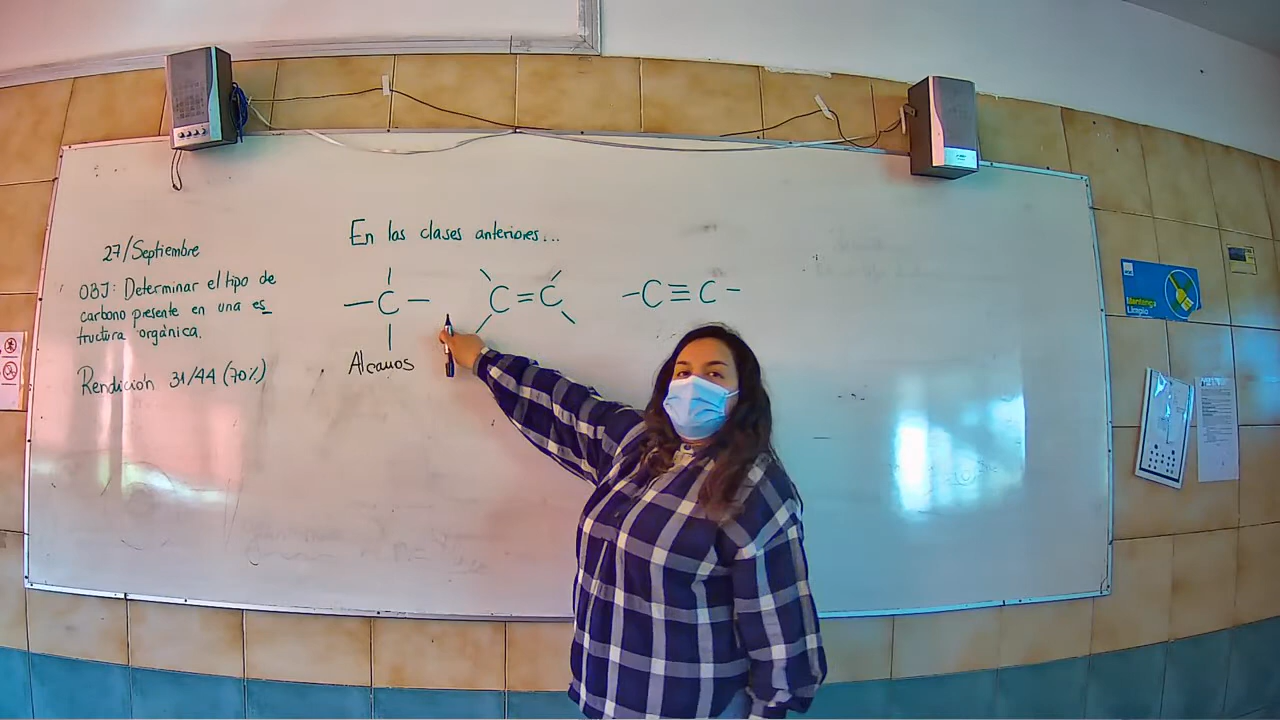 27/Septiembre
OBJ: Determinar el tipo de
carbono presente en una es
tructura orgánica.
Rendición 31/44 (70%)
En las clases anteriores...
C
C=C
-C≡C-
Alcanos
Mantenga
Limpio